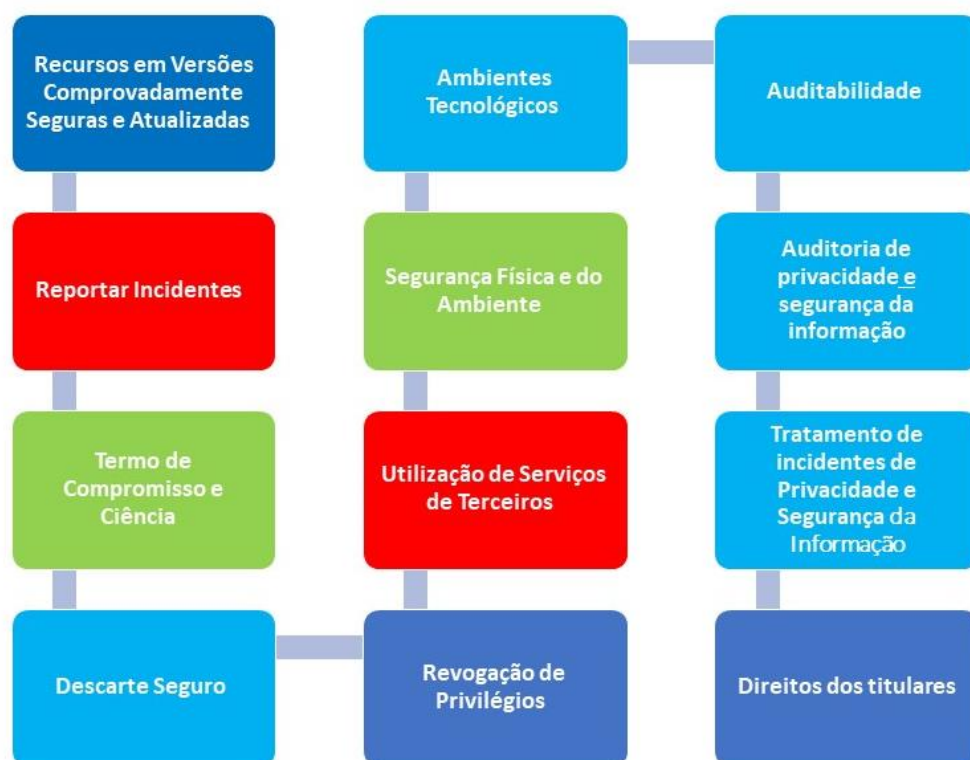 Recursos em Versões
Comprovadamente
Seguras e Atualizadas
Reportar Incidentes
Termo de
Compromisso e
Ciência
Descarte Seguro
Revogação de
Privilégios
Utilização de Serviços
de Terceiros
Segurança Física e do
Ambiente
Ambientes
Tecnológicos
Auditabilidade
Auditoria de
privacidade e
segurança da
informação
Tratamento de
incidentes de
Privacidade e
Segurança da
Informação
Direitos dos titulares